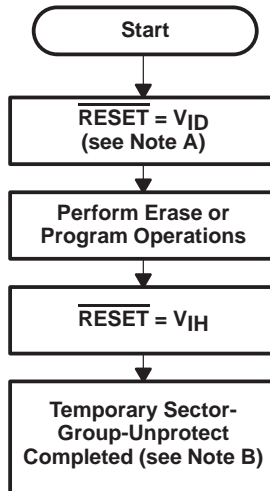 Start
RESET = VID
(see Note A)
Perform Erase or
Program Operations
RESET = VIH
Temporary Sector-
Group-Unprotect
Completed (see Note B)